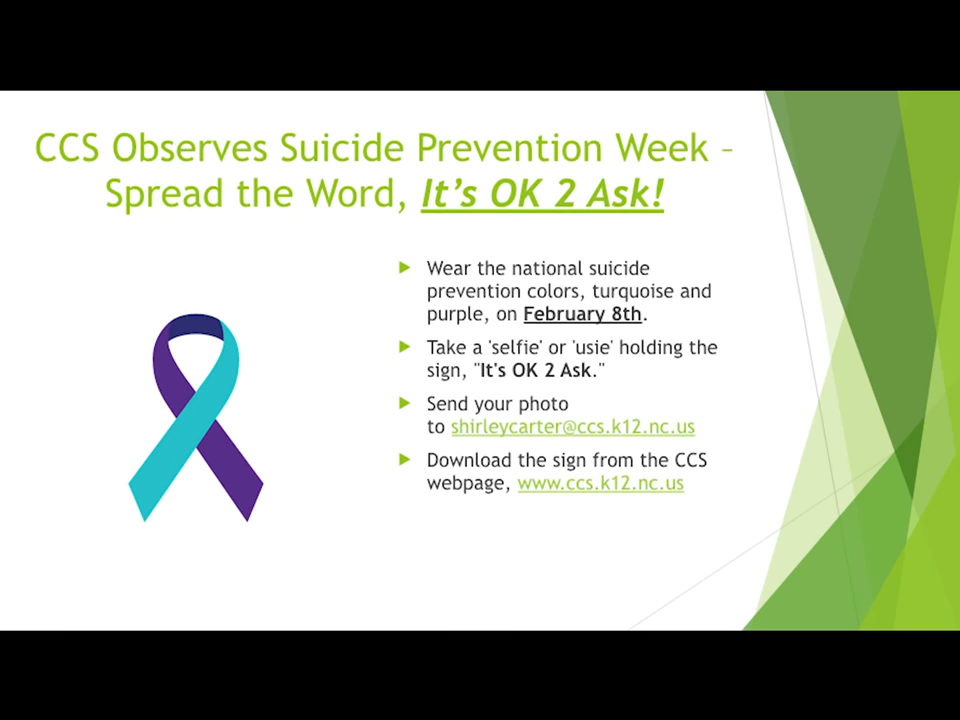 CCS Observes Suicide Prevention Week –
Spread the Word, It’s OK 2 Ask!
Wear the national suicide
prevention colors, turquoise and
purple, on February 8th.
Take a 'selfie' or 'usie' holding the
sign, "It's OK 2 Ask."
Send your photo
to shirleycarter@ccs.k12.nc.us
Download the sign from the CCS
webpage, www.ccs.k12.nc.us